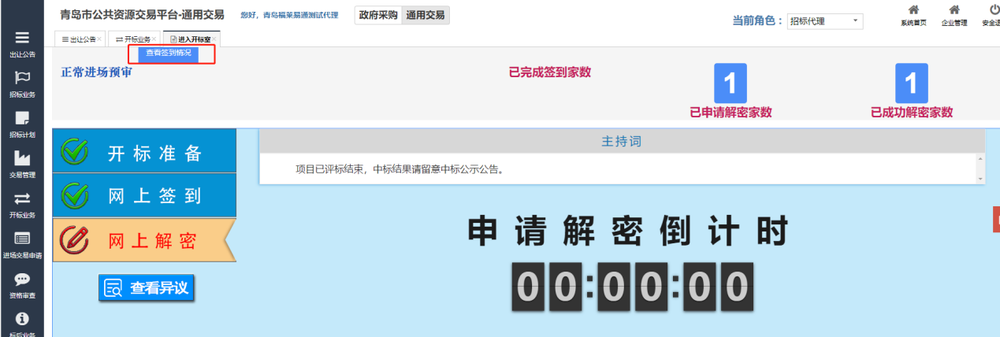 青岛市公共资源交易平台-通用交易
您好，青岛福莱易通测试代理
政府采购 通用交易
当前角色： 招标代理
系统首页
企业管理
安全退
出让公告×
开标业务×
进入开标室×
查看签到情况
出让公告
招标业务
招标计划
交易管理
开标业务
进场交易申请
资格审查
标后业务
正常进场预审
已完成签到家数
1
已申请解密家数
1
已成功解密家数
开标准备
网上签到
网上解密
查看异议
主持词
项目已评标结束，中标结果请留意中标公示公告。
申请解密倒计时
00:00:00